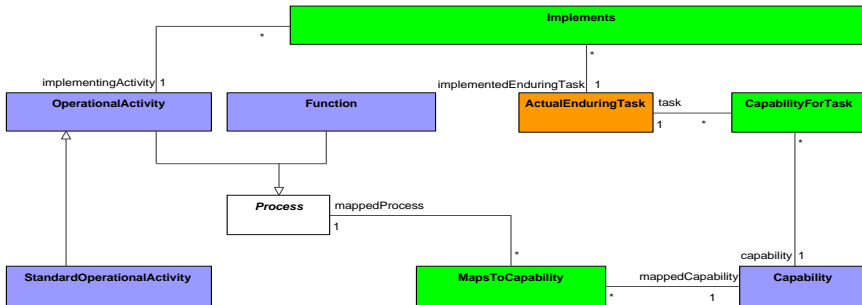 Implements
*
*
implementingActivity 1
implementedEnduringTask 1
OperationalActivity
Function
ActualEnduringTask
task
1
*
CapabilityForTask
*
Process
mappedProcess
1
*
capability 1
StandardOperationalActivity
MapsToCapability
mappedCapability
*
1
Capability